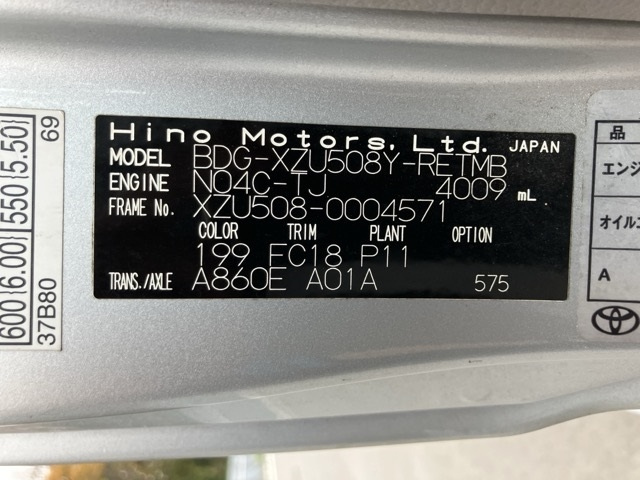 Hino Motors, Ltd. JAPAN
MODEL BDG-XZU508Y-RETMB
ENGINE N04C-TJ 4009 mL
FRAME No. XZU508-0004571
COLOR TRIM PLANT OPTION
199 EC18 P11
TRANS./AXLE A860E A01A 575
600(6.00) 550(5.50)
37B80 69
品
エンジ
オイル
A